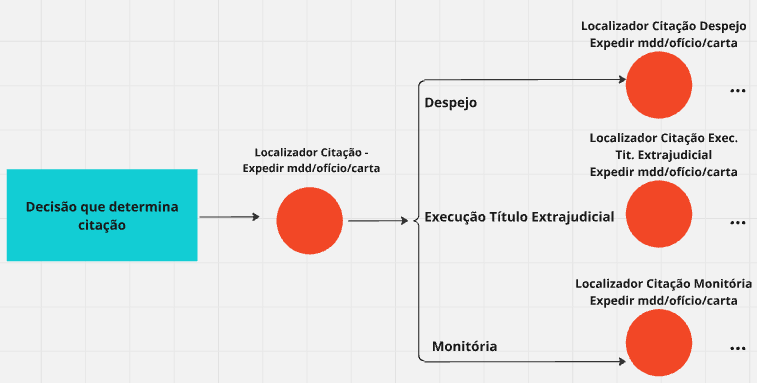 Decisão que determina
citação
Localizador Citação -
Expedir mdd/ofício/carta
Despejo
Execução Título Extrajudicial
Monitória
Localizador Citação Despejo
Expedir mdd/ofício/carta
...
Localizador Citação Exec.
Tit. Extrajudicial
Expedir mdd/ofício/carta
...
Localizador Citação Monitória
Expedir mdd/ofício/carta
...